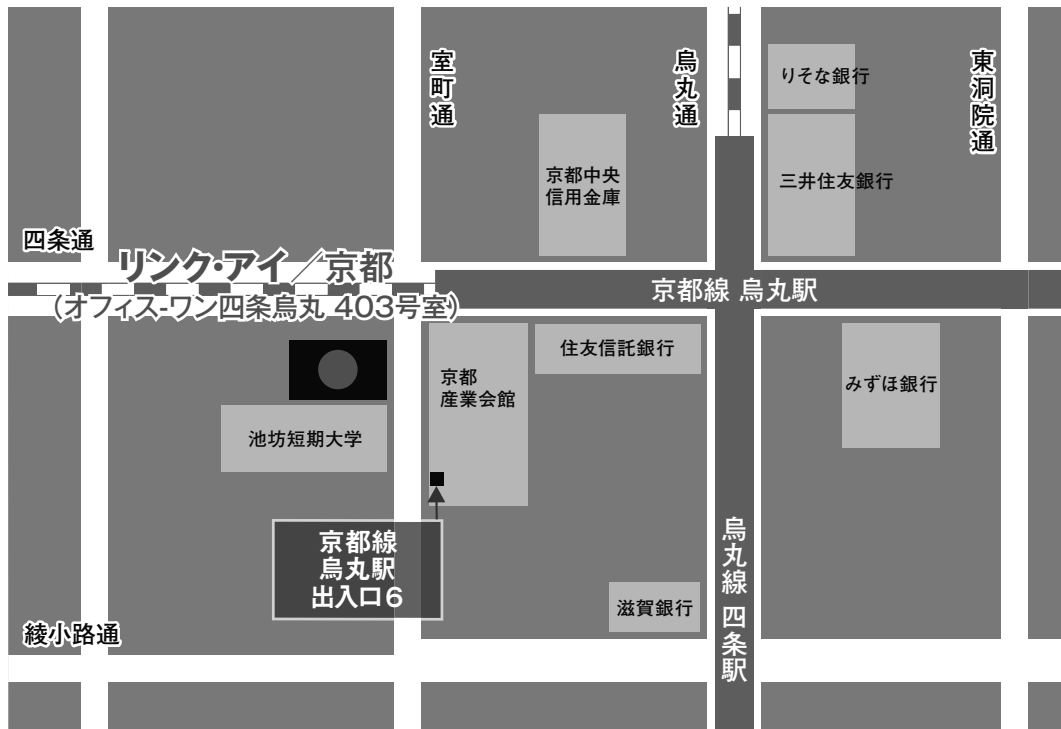 室町通
烏丸通
東洞院通
りそな銀行
京都中央
信用金庫
三井住友銀行
四条通
リンク・アイ／京都
（オフィス-ワン四条烏丸 403号室）
京都線 烏丸駅
住友信託銀行
京都
産業会館
みずほ銀行
池坊短期大学
京都線
烏丸駅
出入口6
烏丸線 四条駅
滋賀銀行
綾小路通